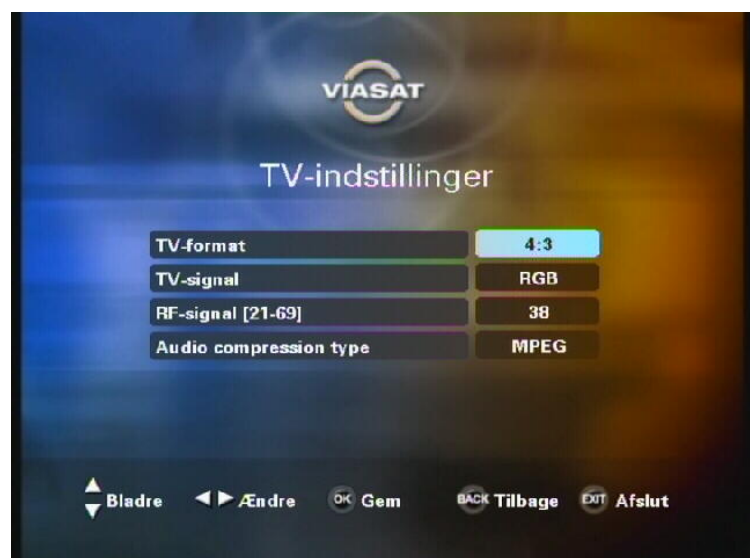 VIASAT
TV-indstillinger
TV-format 4:3
TV-signal RGB
RF-signal [21-69] 38
Audio compression type MPEG
Bladre Ændre OK Gem BACK Tilbage EXIT Afslut